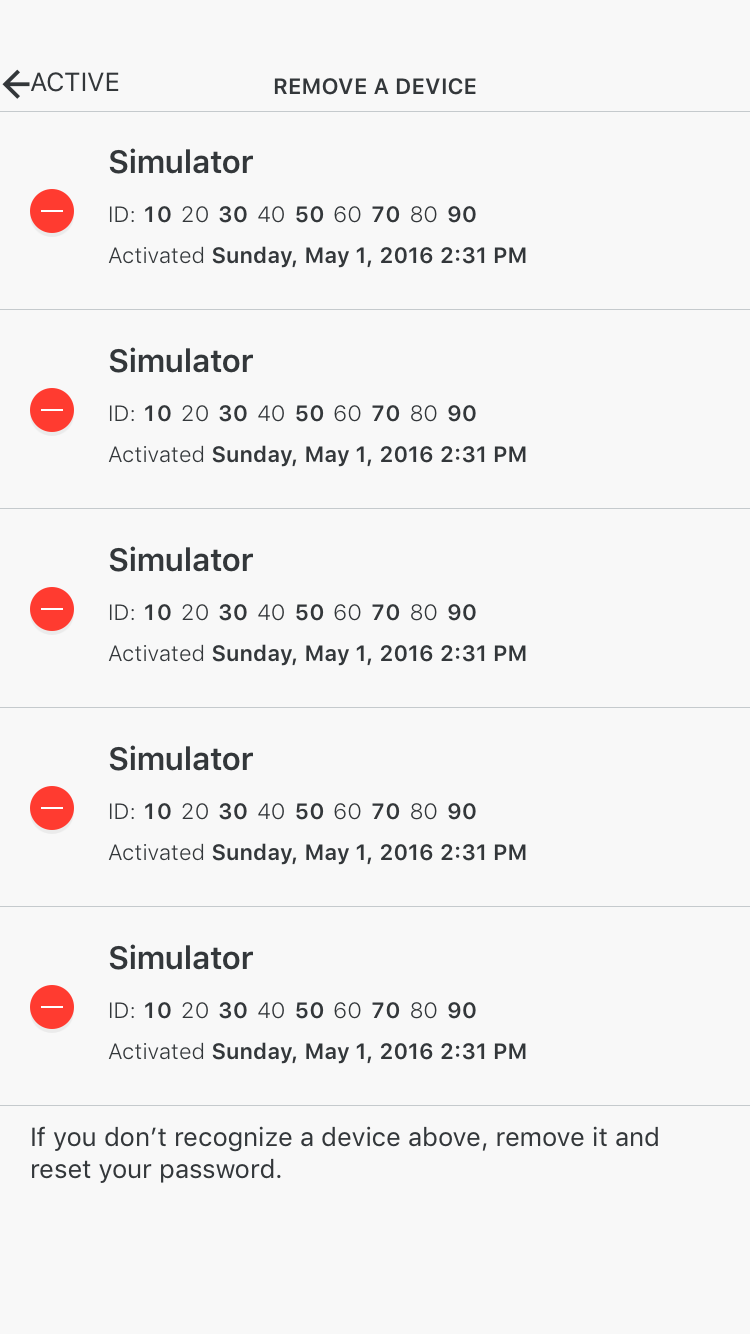 ACTIVE
REMOVE A DEVICE
Simulator
ID: 10 20 30 40 50 60 70 80 90
Activated Sunday, May 1, 2016 2:31 PM
Simulator
ID: 10 20 30 40 50 60 70 80 90
Activated Sunday, May 1, 2016 2:31 PM
Simulator
ID: 10 20 30 40 50 60 70 80 90
Activated Sunday, May 1, 2016 2:31 PM
Simulator
ID: 10 20 30 40 50 60 70 80 90
Activated Sunday, May 1, 2016 2:31 PM
Simulator
ID: 10 20 30 40 50 60 70 80 90
Activated Sunday, May 1, 2016 2:31 PM
If you don’t recognize a device above, remove it and
reset your password.